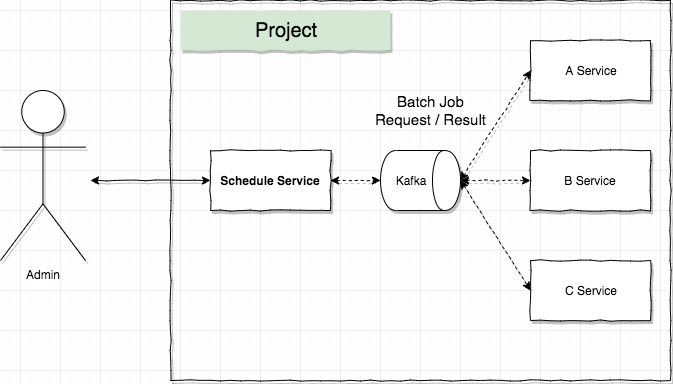 Project
A Service
Batch Job
Request / Result
Schedule Service
Kafka
B Service
Admin
C Service